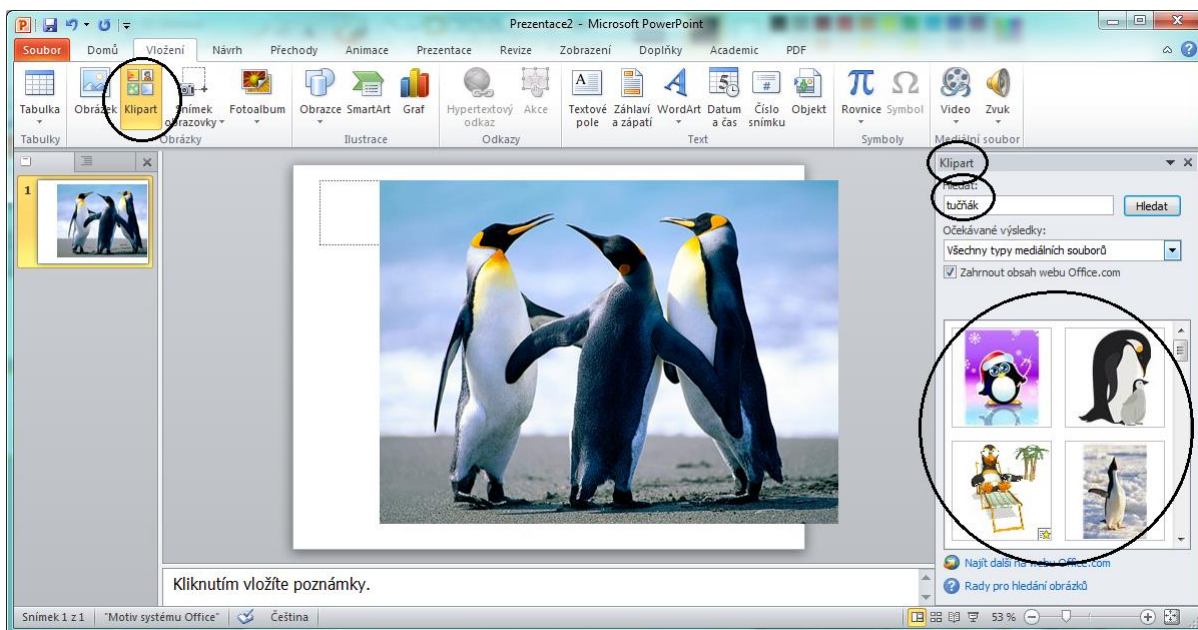 Prezentace2 - Microsoft PowerPoint
Soubor Domů Vložení Návrh Přechody Animace Prezentace Revize Zobrazení Doplňky Academic PDF
Tabulka Obrázek Klipart Snímek obrazovky Fotoalbum Obrazce SmartArt Graf Hypertextový odkaz Akce Textové pole Záhlaví a zápatí WordArt Datum a čas Číslo snímku Objekt Rovnice Symbol Video Zvuk
Tabulky Obrázky Ilustrace Odkazy Text Symboly Mediální soubor
Klipart
1
Hledat:
tučňák Hledat
Očekávané výsledky:
Všechny typy mediálních souborů
Zahrnout obsah webu Office.com
Najít další na webu Office.com
Rady pro hledání obrázků
Kliknutím vložíte poznámky.
Snímek 1 z 1 "Motiv systému Office" Čeština 53 %